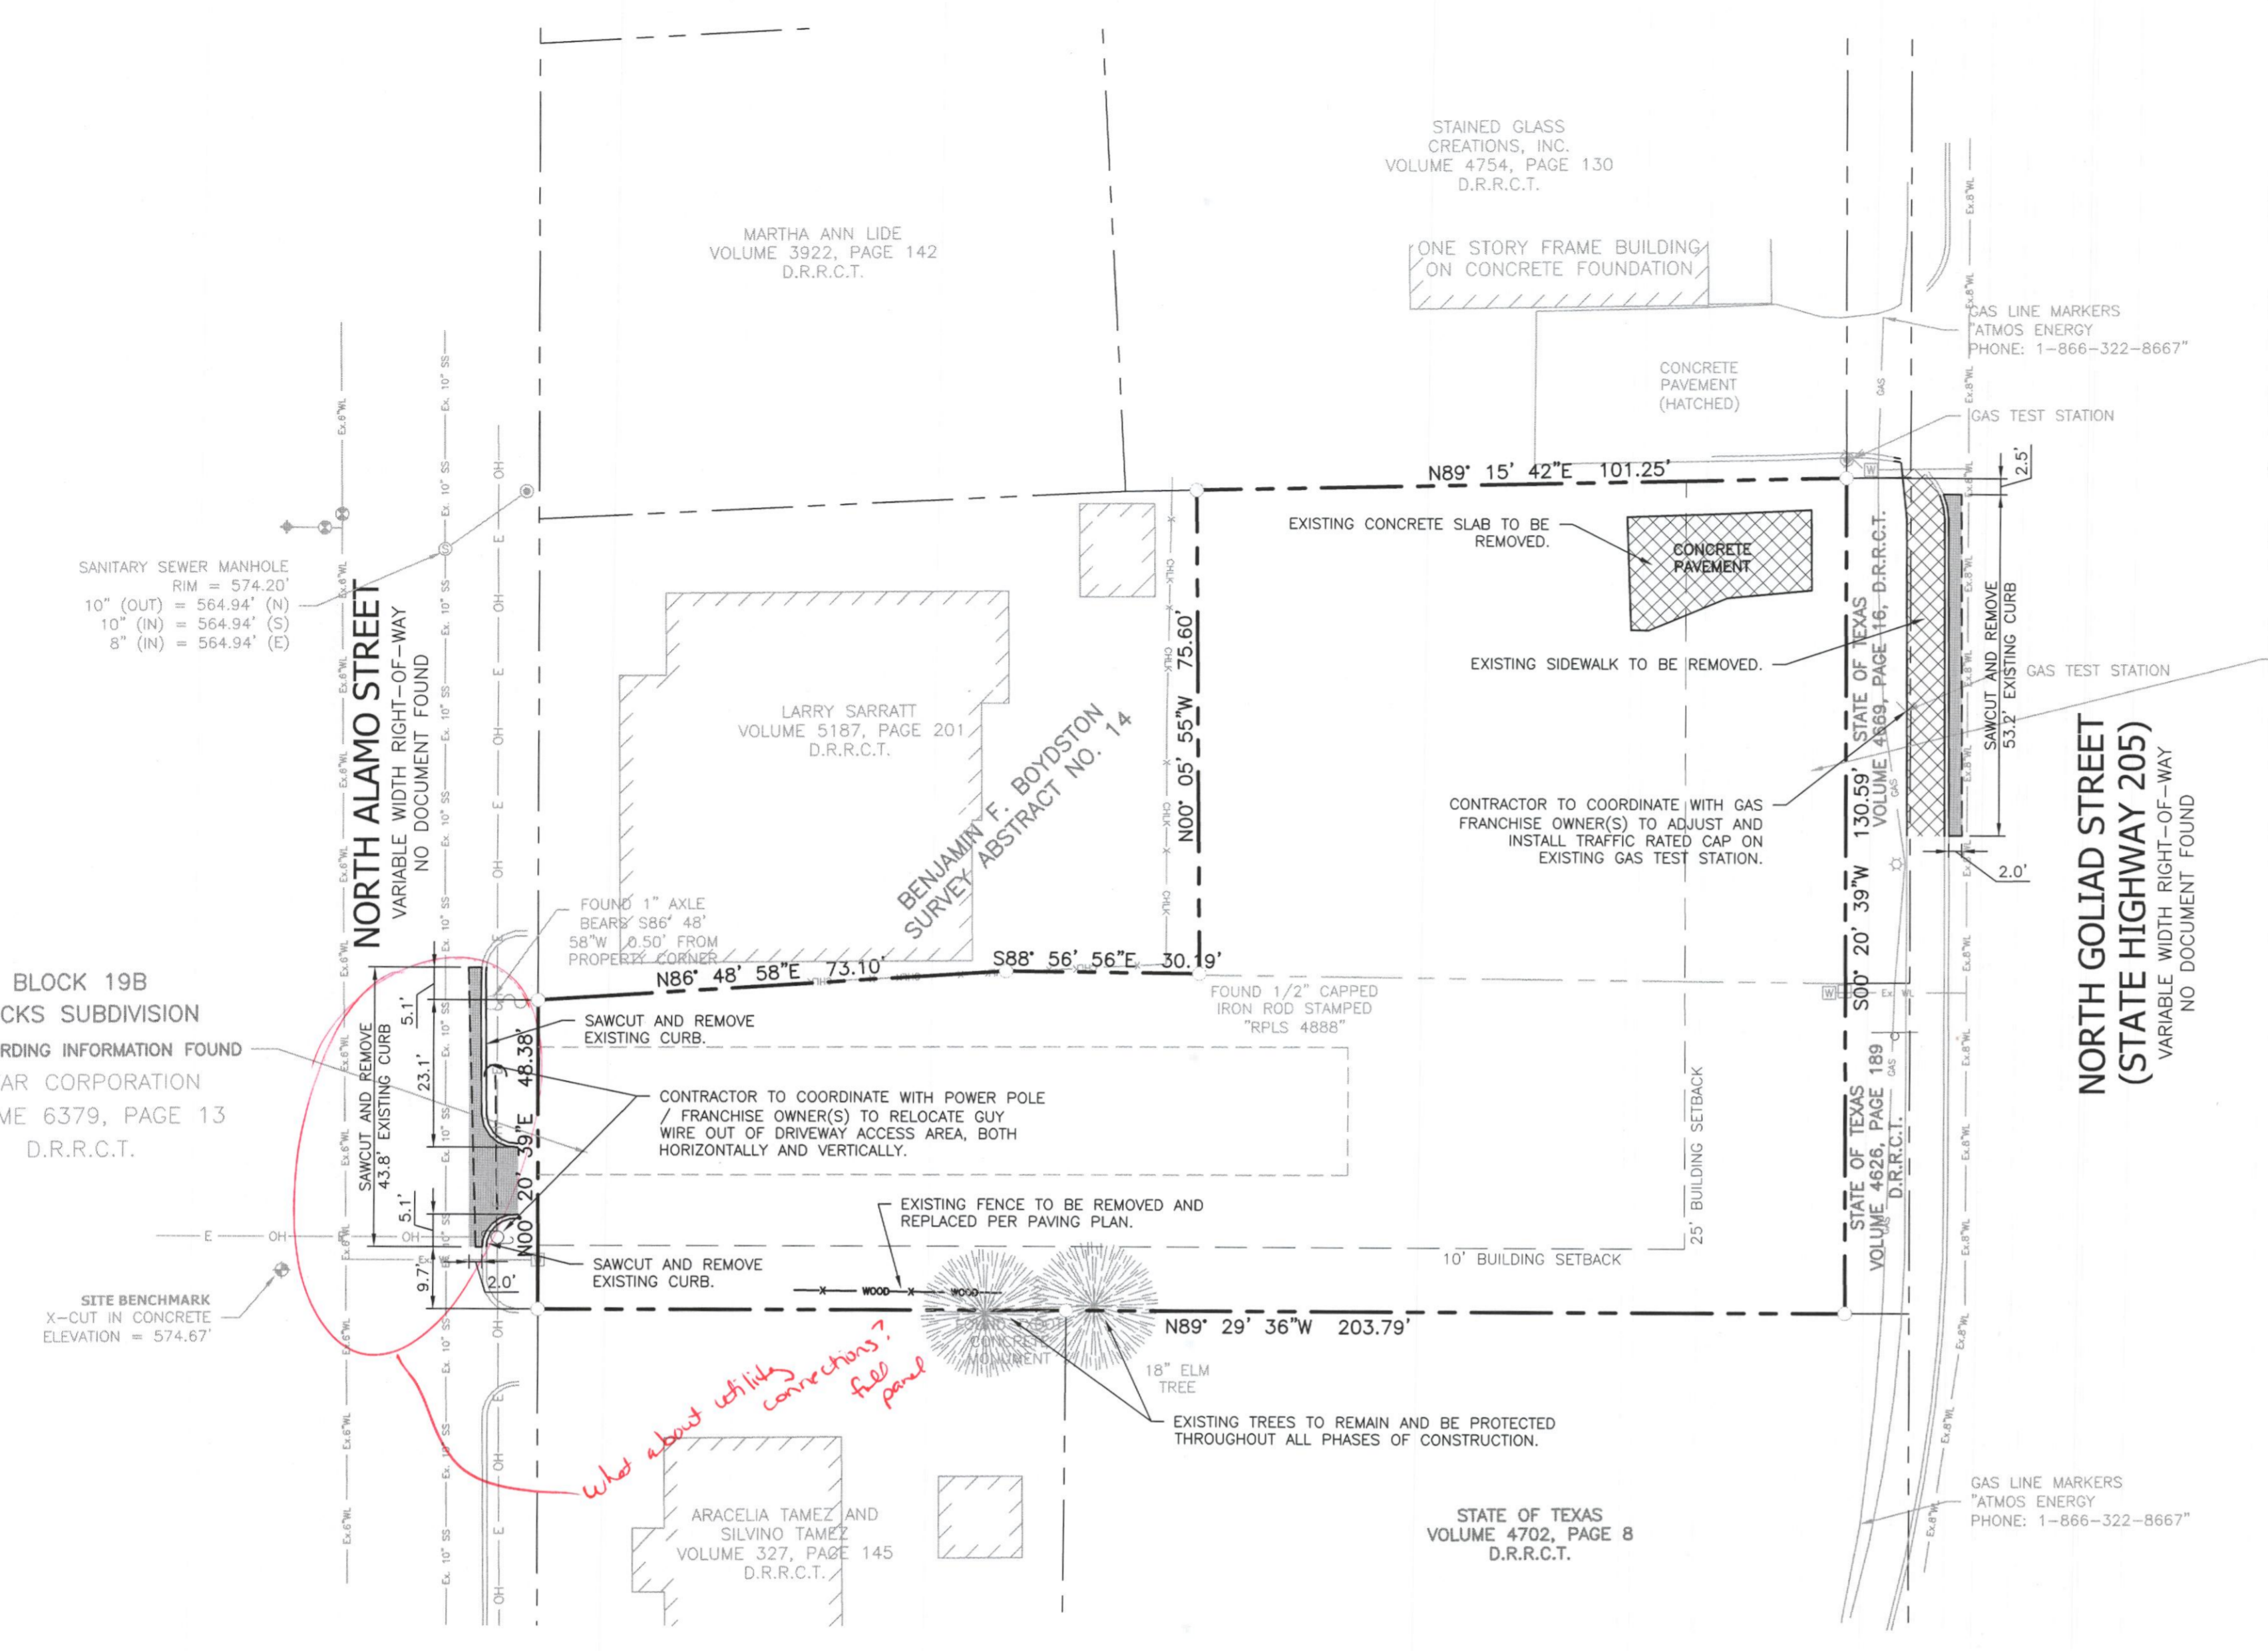 STAINED GLASS
CREATIONS, INC.
VOLUME 4754, PAGE 130
D.R.R.C.T.
MARTHA ANN LIDE
VOLUME 3922, PAGE 142
D.R.R.C.T.
ONE STORY FRAME BUILDING
ON CONCRETE FOUNDATION
GAS LINE MARKERS
"ATMOS ENERGY
PHONE: 1-866-322-8667"
CONCRETE
PAVEMENT
(HATCHED)
GAS TEST STATION
N89° 15' 42"E 101.25'
2.5'
EXISTING CONCRETE SLAB TO BE
REMOVED.
CONCRETE
PAVEMENT
SANITARY SEWER MANHOLE
RIM = 574.20'
10" (OUT) = 564.94' (N)
10" (IN) = 564.94' (S)
8" (IN) = 564.94' (E)
NORTH ALAMO STREET
VARIABLE WIDTH RIGHT-OF-WAY
NO DOCUMENT FOUND
N00° 05' 55"W 75.60'
EXISTING SIDEWALK TO BE REMOVED.
STATE OF TEXAS
VOLUME 4669, PAGE 16, D.R.R.C.T.
SAWCUT AND REMOVE
53.2' EXISTING CURB
GAS TEST STATION
LARRY SARRATT
VOLUME 5187, PAGE 201
D.R.R.C.T.
BENJAMIN F. BOYDSTON
SURVEY ABSTRACT NO. 14
CONTRACTOR TO COORDINATE WITH GAS
FRANCHISE OWNER(S) TO ADJUST AND
INSTALL TRAFFIC RATED CAP ON
EXISTING GAS TEST STATION.
S00° 20' 39"W 130.59'
2.0'
NORTH GOLIAD STREET
(STATE HIGHWAY 205)
VARIABLE WIDTH RIGHT-OF-WAY
NO DOCUMENT FOUND
FOUND 1" AXLE
BEARS S86° 48'
58"W 0.50' FROM
PROPERTY CORNER
N86° 48' 58"E 73.10'
S88° 56' 56"E 30.19'
FOUND 1/2" CAPPED
IRON ROD STAMPED
"RPLS 4888"
BLOCK 19B
CKS SUBDIVISION
RDING INFORMATION FOUND
AR CORPORATION
ME 6379, PAGE 13
D.R.R.C.T.
SAWCUT AND REMOVE
43.8' EXISTING CURB
5.1'
23.1'
5.1'
9.7'
2.0'
N00° 20' 39"E 48.38'
SAWCUT AND REMOVE
EXISTING CURB.
CONTRACTOR TO COORDINATE WITH POWER POLE
/ FRANCHISE OWNER(S) TO RELOCATE GUY
WIRE OUT OF DRIVEWAY ACCESS AREA, BOTH
HORIZONTALLY AND VERTICALLY.
25' BUILDING SETBACK
STATE OF TEXAS
VOLUME 4626, PAGE 189
D.R.R.C.T.
EXISTING FENCE TO BE REMOVED AND
REPLACED PER PAVING PLAN.
10' BUILDING SETBACK
SAWCUT AND REMOVE
EXISTING CURB.
SITE BENCHMARK
X-CUT IN CONCRETE
ELEVATION = 574.67'
WOOD
WOOD
CONCRETE
MONUMENT
N89° 29' 36"W 203.79'
18" ELM
TREE
what about utility
connections?
full
panel
EXISTING TREES TO REMAIN AND BE PROTECTED
THROUGHOUT ALL PHASES OF CONSTRUCTION.
ARACELIA TAMEZ AND
SILVINO TAMEZ
VOLUME 327, PAGE 145
D.R.R.C.T.
STATE OF TEXAS
VOLUME 4702, PAGE 8
D.R.R.C.T.
GAS LINE MARKERS
"ATMOS ENERGY
PHONE: 1-866-322-8667"
Ex.6"WL
Ex. 10" SS
OH
E
CHLK
GAS
Ex.8"WL